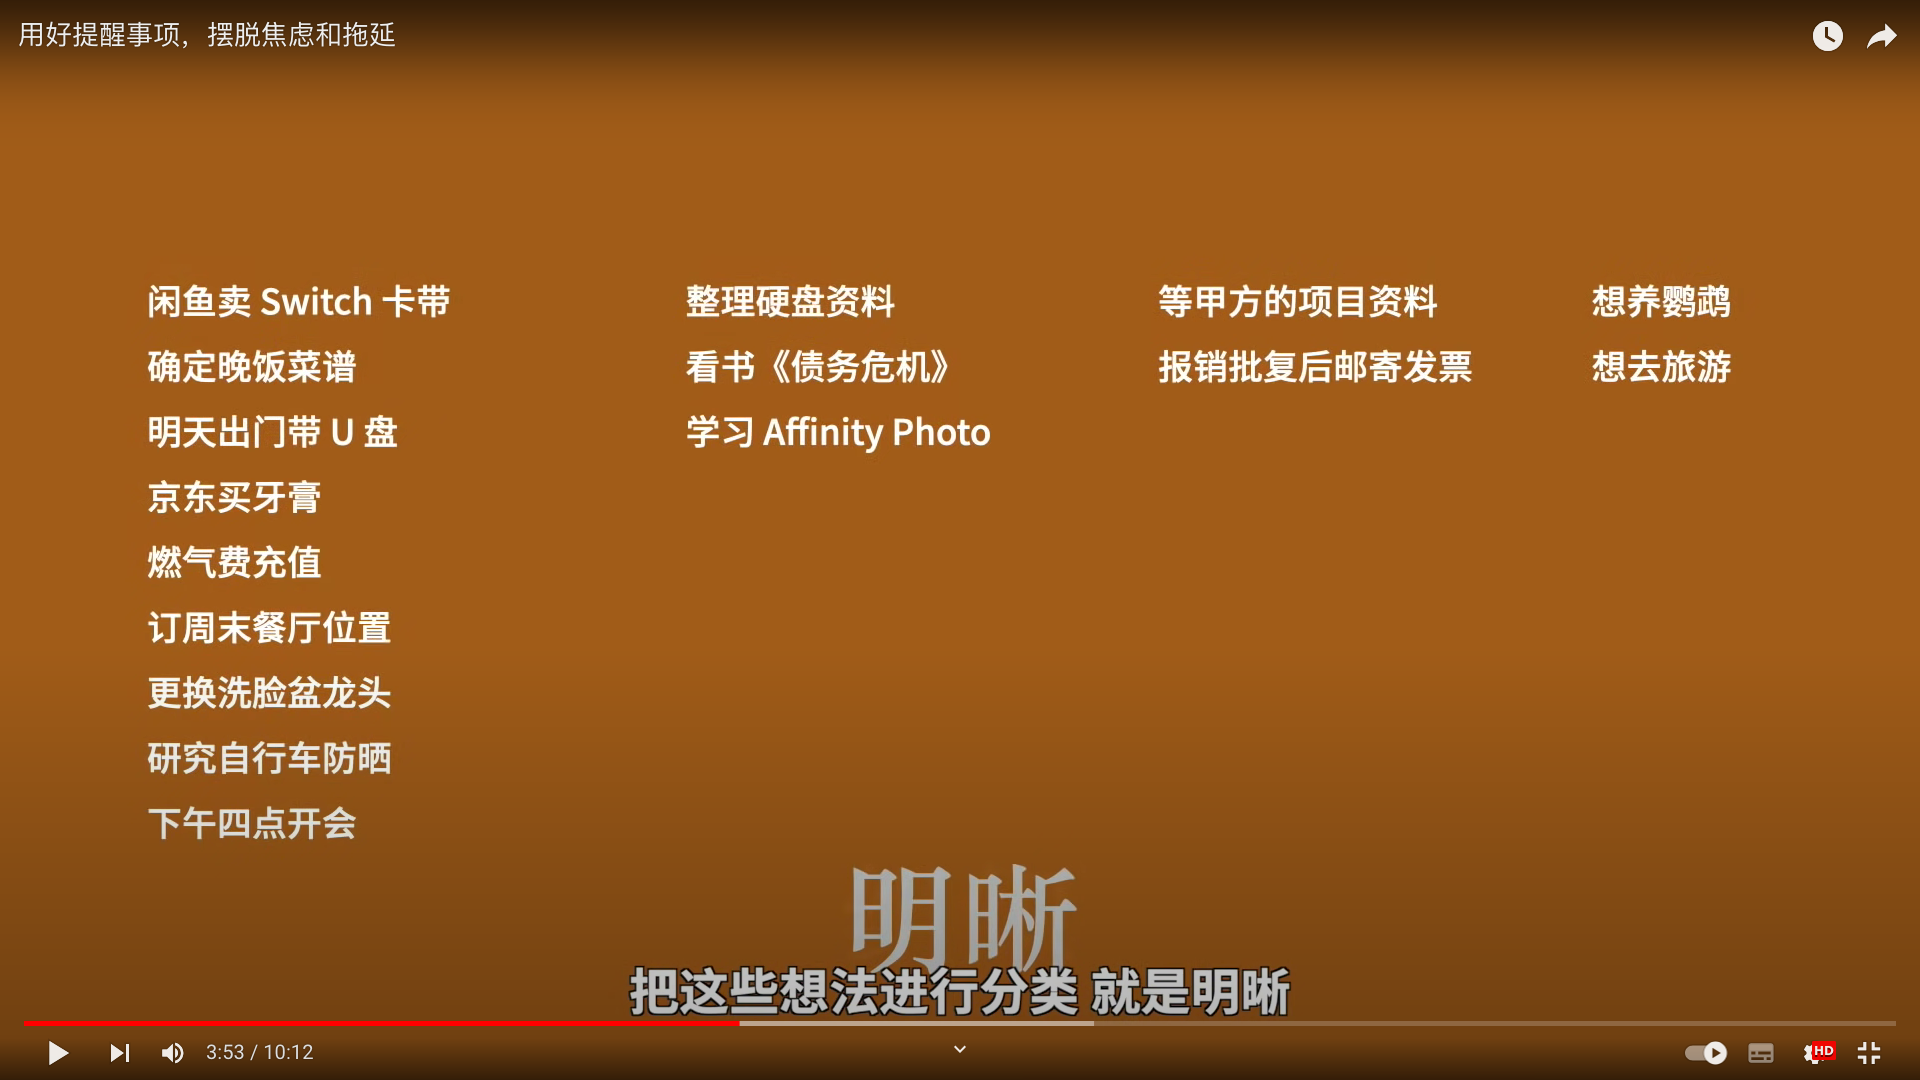 用好提醒事项，摆脱焦虑和拖延
闲鱼卖 Switch 卡带
确定晚饭菜谱
明天出门带 U 盘
京东买牙膏
燃气费充值
订周末餐厅位置
更换洗脸盆龙头
研究自行车防晒
下午四点开会
整理硬盘资料
看书《债务危机》
学习 Affinity Photo
等甲方的项目资料
报销批复后邮寄发票
想养鹦鹉
想去旅游
明晰
把这些想法进行分类 就是明晰
3:53 / 10:12
HD